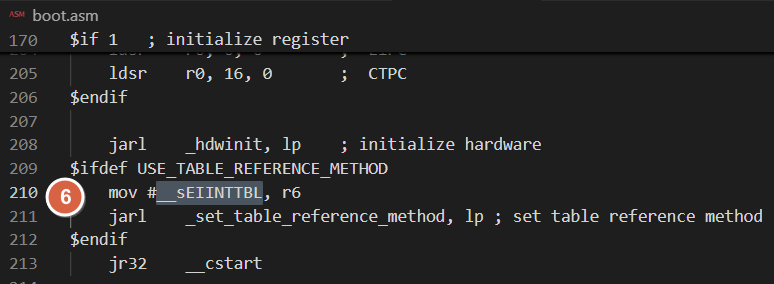 ASM boot.asm
170 $if 1 ; initialize register
205 ldsr r0, 16, 0 ; CTPC
206 $endif
207
208 jarl _hdwinit, lp ; initialize hardware
209 $ifdef USE_TABLE_REFERENCE_METHOD
210 6 mov #__sEIINTTBL, r6
211 jarl _set_table_reference_method, lp ; set table reference method
212 $endif
213 jr32 __cstart